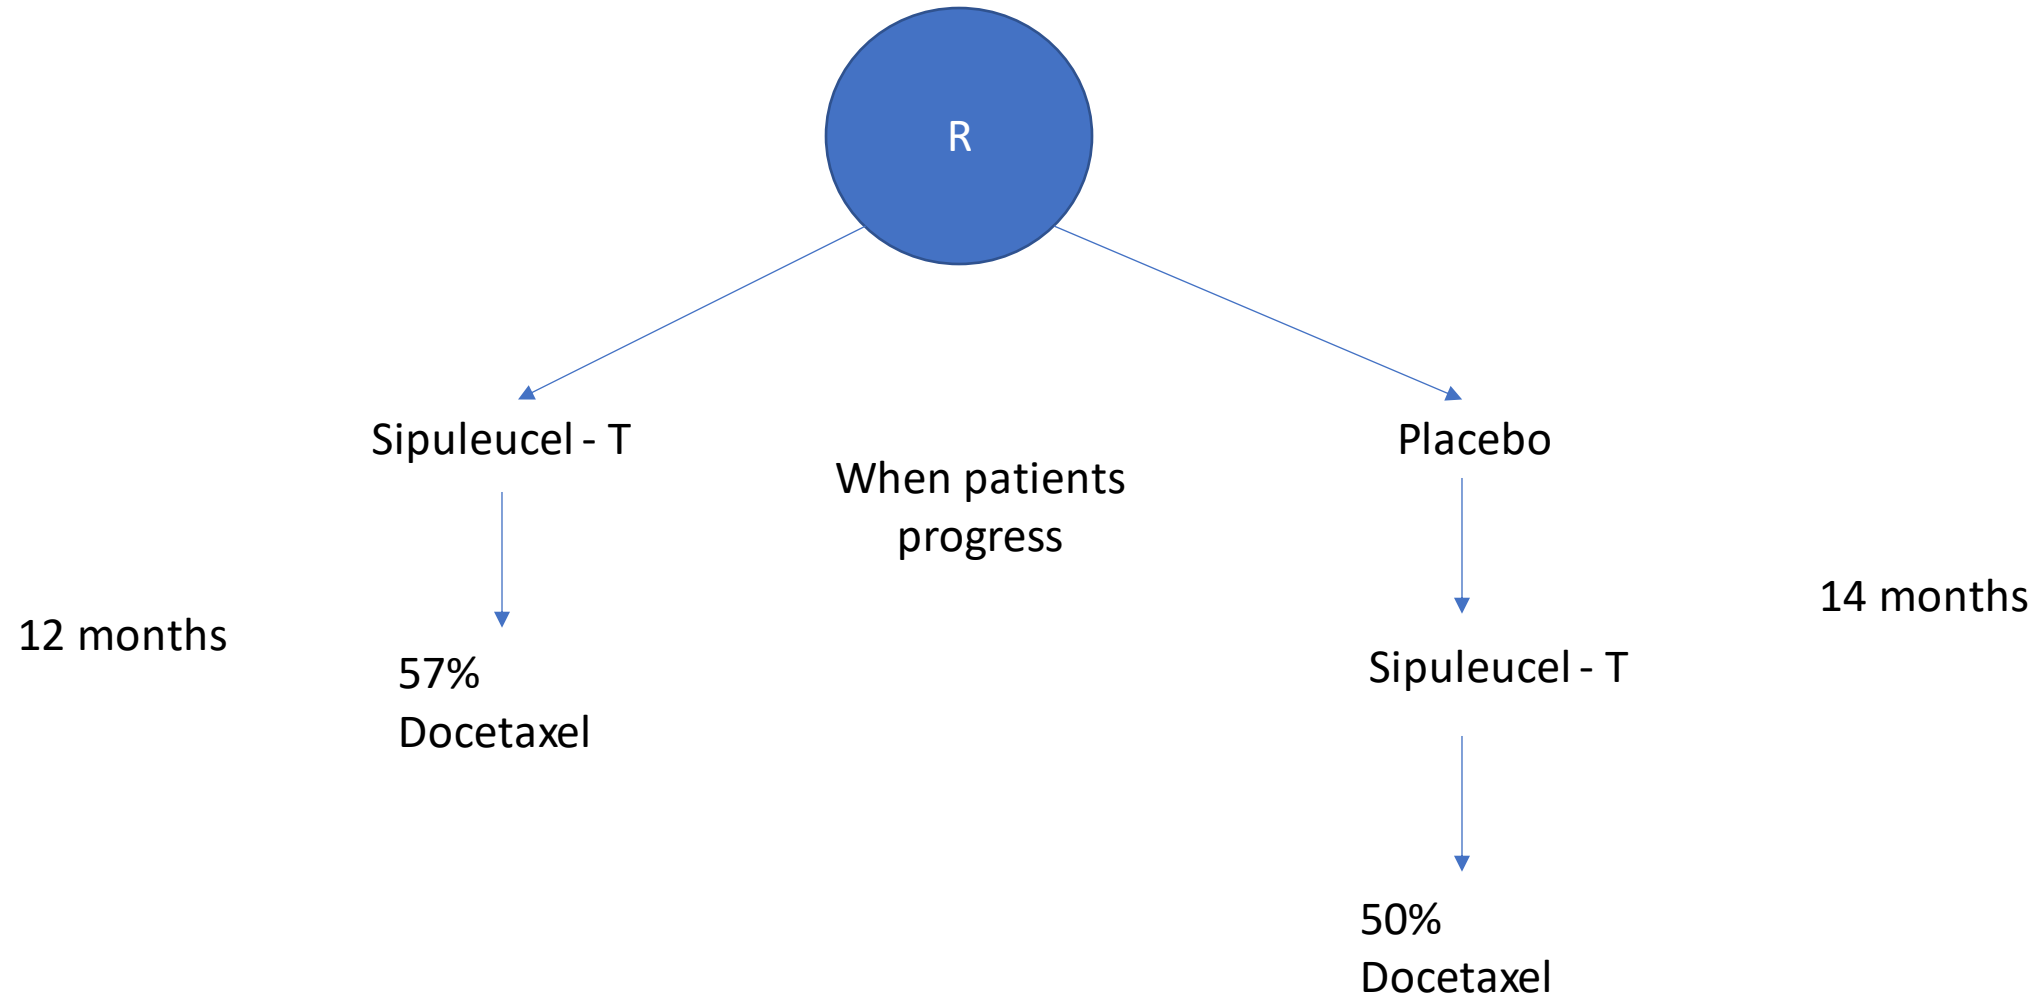 R
Sipuleucel - T
Placebo
When patients
progress
12 months
14 months
57%
Docetaxel
Sipuleucel - T
50%
Docetaxel